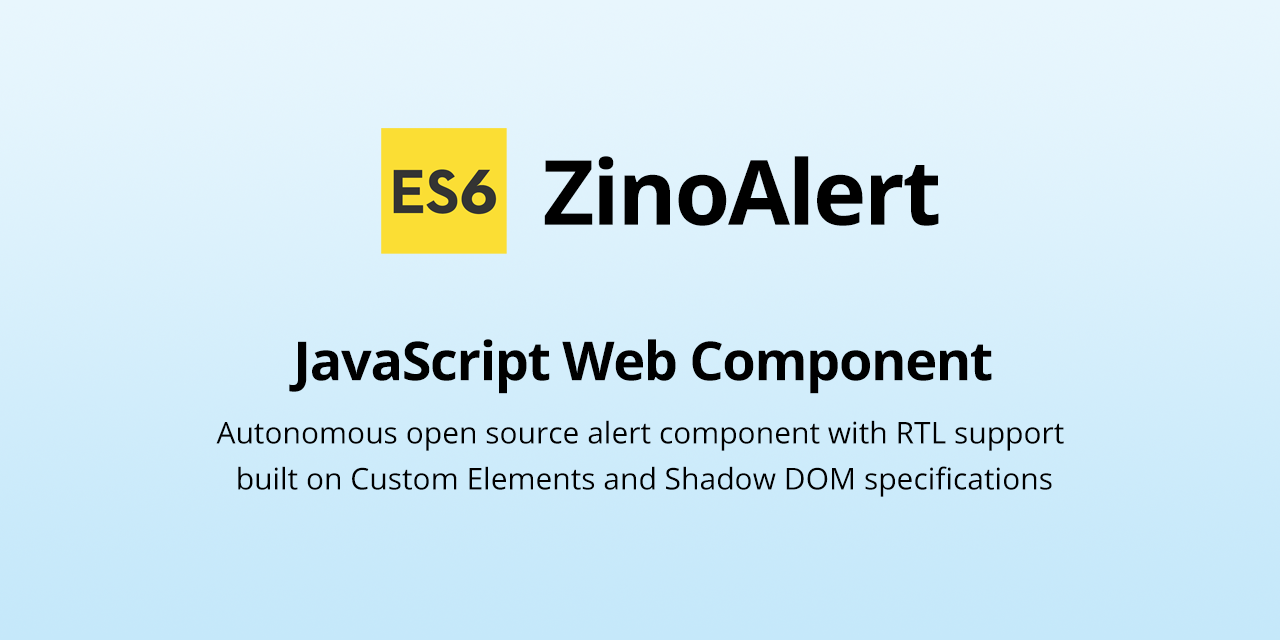 ES6 ZinoAlert
JavaScript Web Component
Autonomous open source alert component with RTL support
built on Custom Elements and Shadow DOM specifications